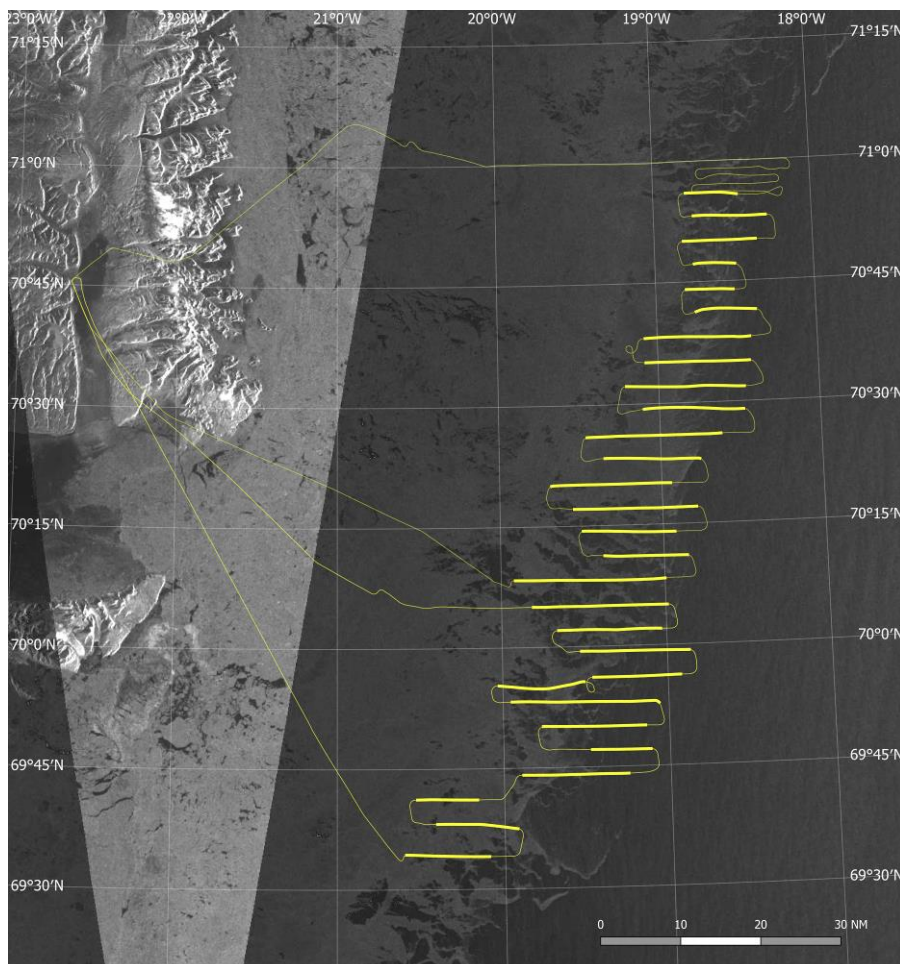 23°0′W 22°0′W 21°0′W 20°0′W 19°0′W 18°0′W
71°15′N 71°15′N
71°0′N 71°0′N
70°45′N 70°45′N
70°30′N 70°30′N
70°15′N 70°15′N
70°0′N 70°0′N
69°45′N 69°45′N
69°30′N 69°30′N
0 10 20 30 NM